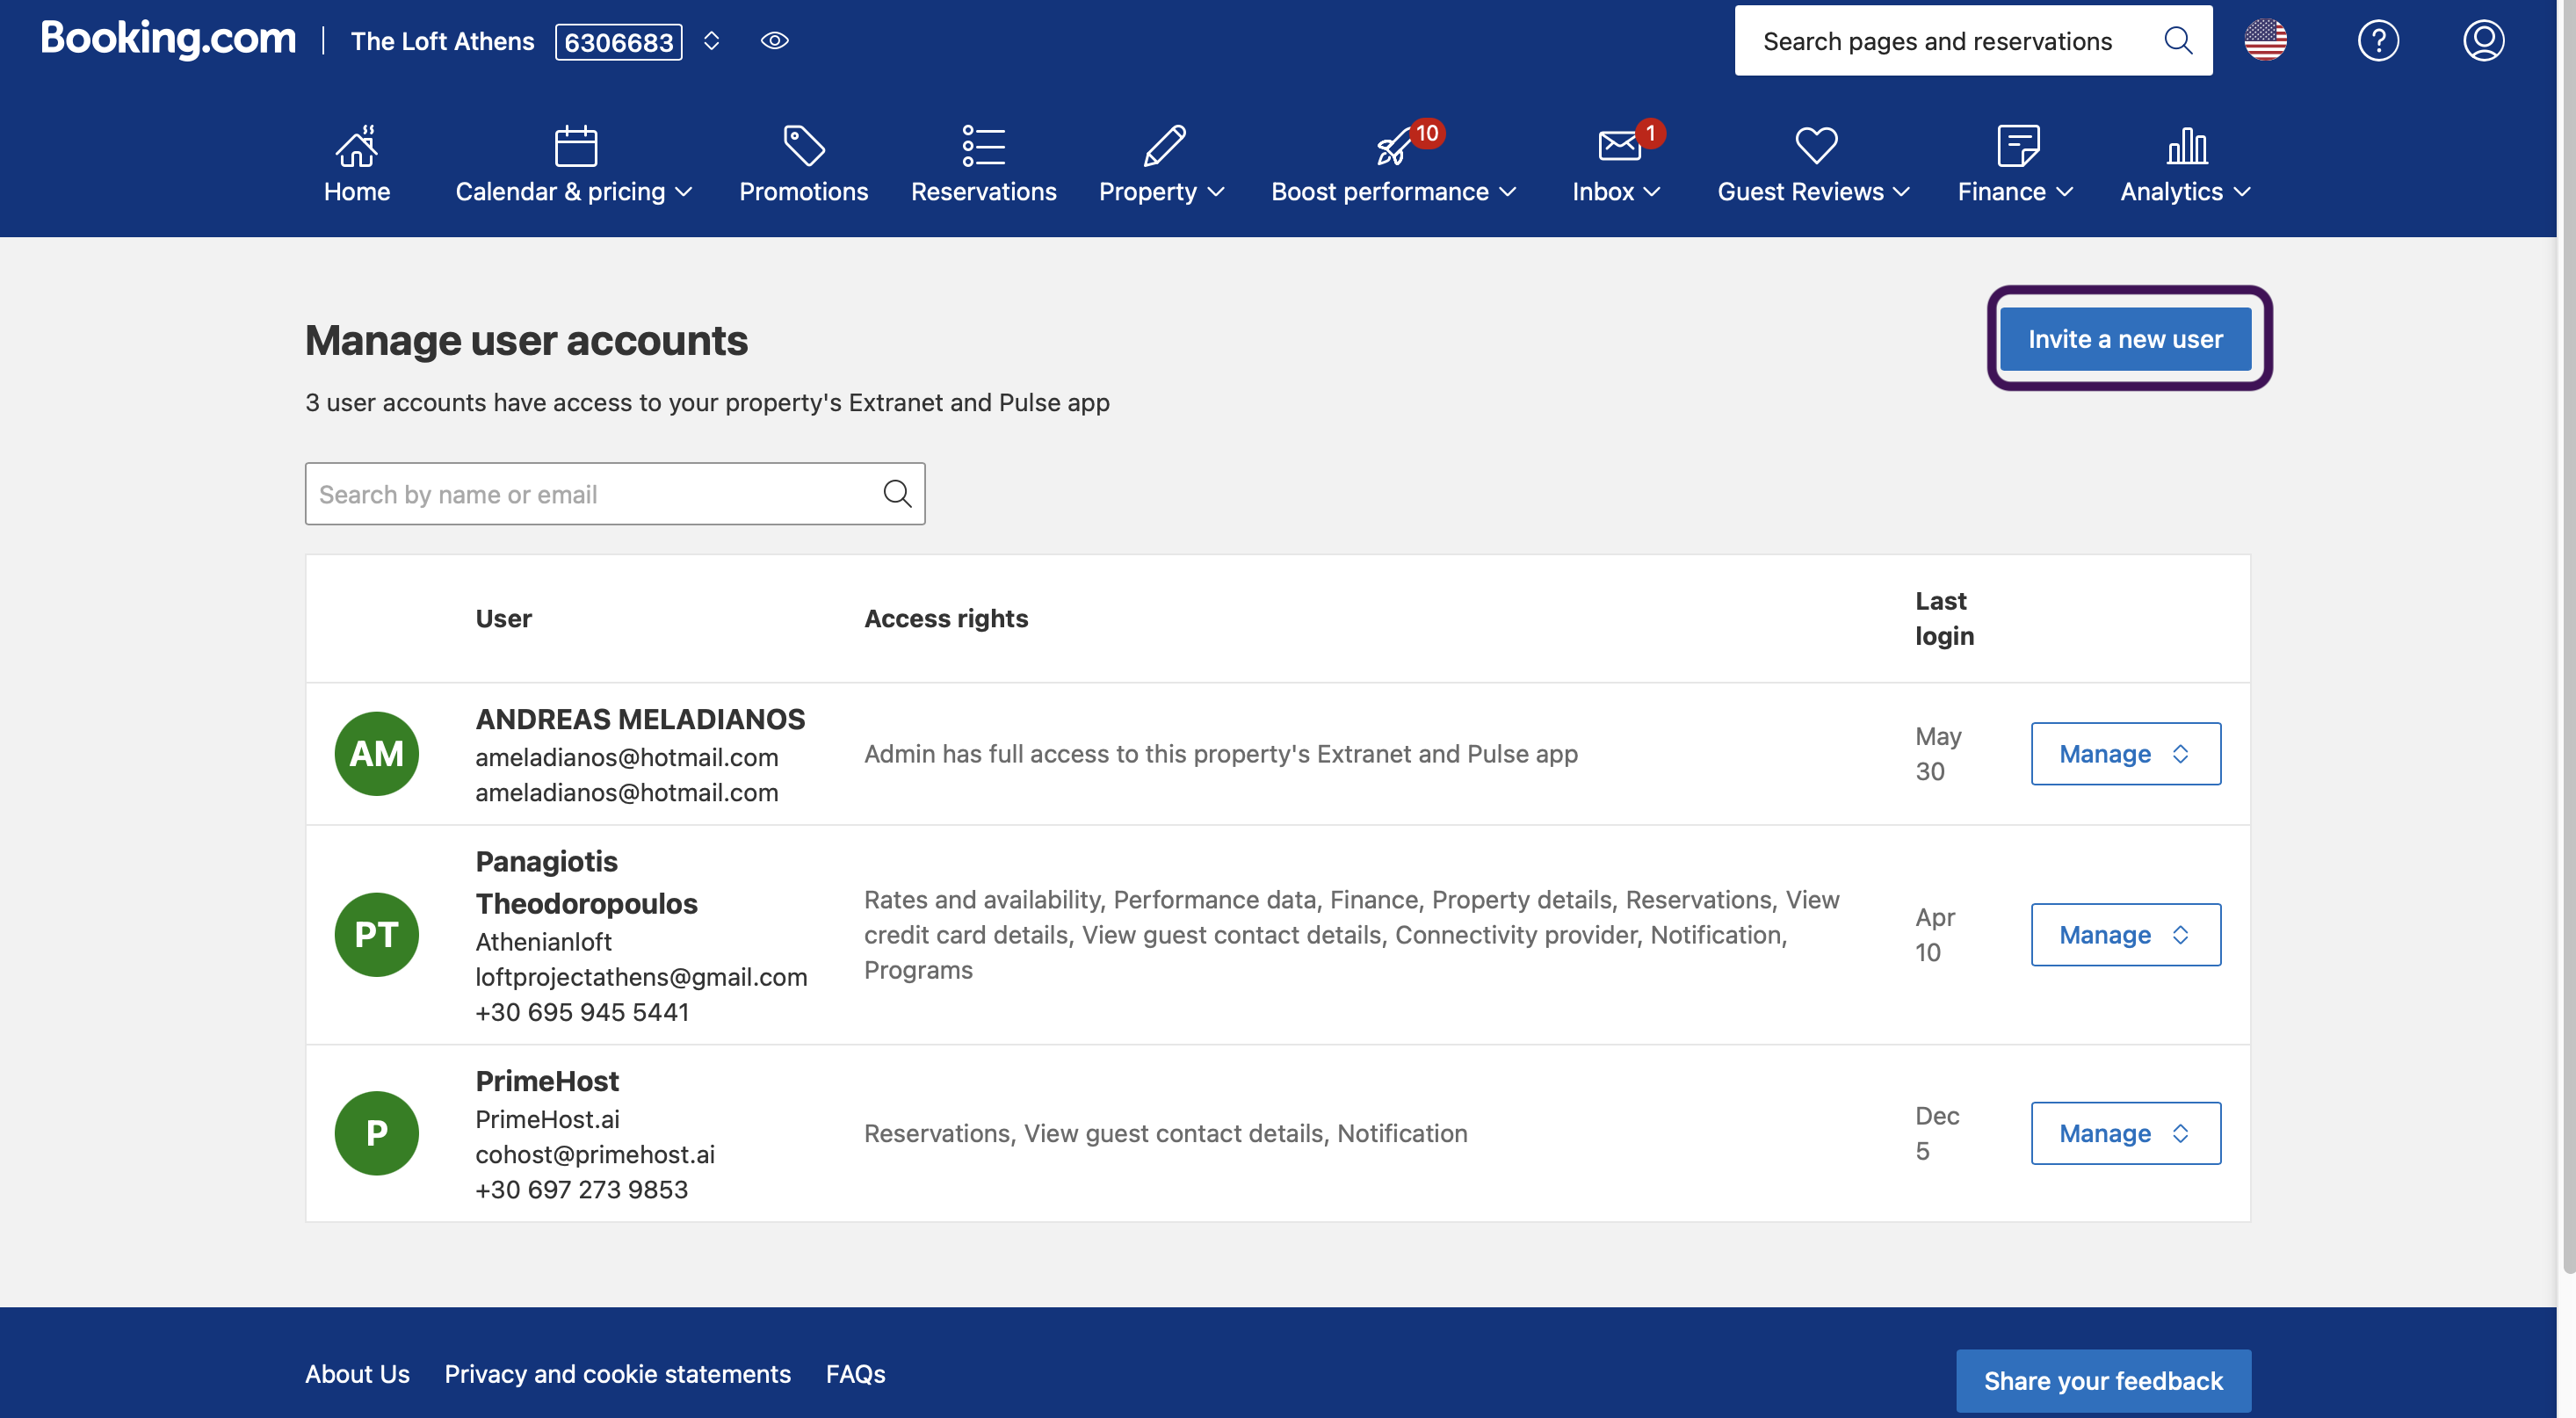 Booking.com
The Loft Athens 6306683
Search pages and reservations
Home
Calendar & pricing
Promotions
Reservations
Property
Boost performance
10
Inbox
1
Guest Reviews
Finance
Analytics
Manage user accounts
Invite a new user
3 user accounts have access to your property's Extranet and Pulse app
Search by name or email
User
Access rights
Last
login
AM
ANDREAS MELADIANOS
ameladianos@hotmail.com
ameladianos@hotmail.com
Admin has full access to this property's Extranet and Pulse app
May
30
Manage
PT
Panagiotis
Theodoropoulos
Athenianloft
loftprojectathens@gmail.com
+30 695 945 5441
Rates and availability, Performance data, Finance, Property details, Reservations, View
credit card details, View guest contact details, Connectivity provider, Notification,
Programs
Apr
10
Manage
P
PrimeHost
PrimeHost.ai
cohost@primehost.ai
+30 697 273 9853
Reservations, View guest contact details, Notification
Dec
5
Manage
About Us
Privacy and cookie statements
FAQs
Share your feedback